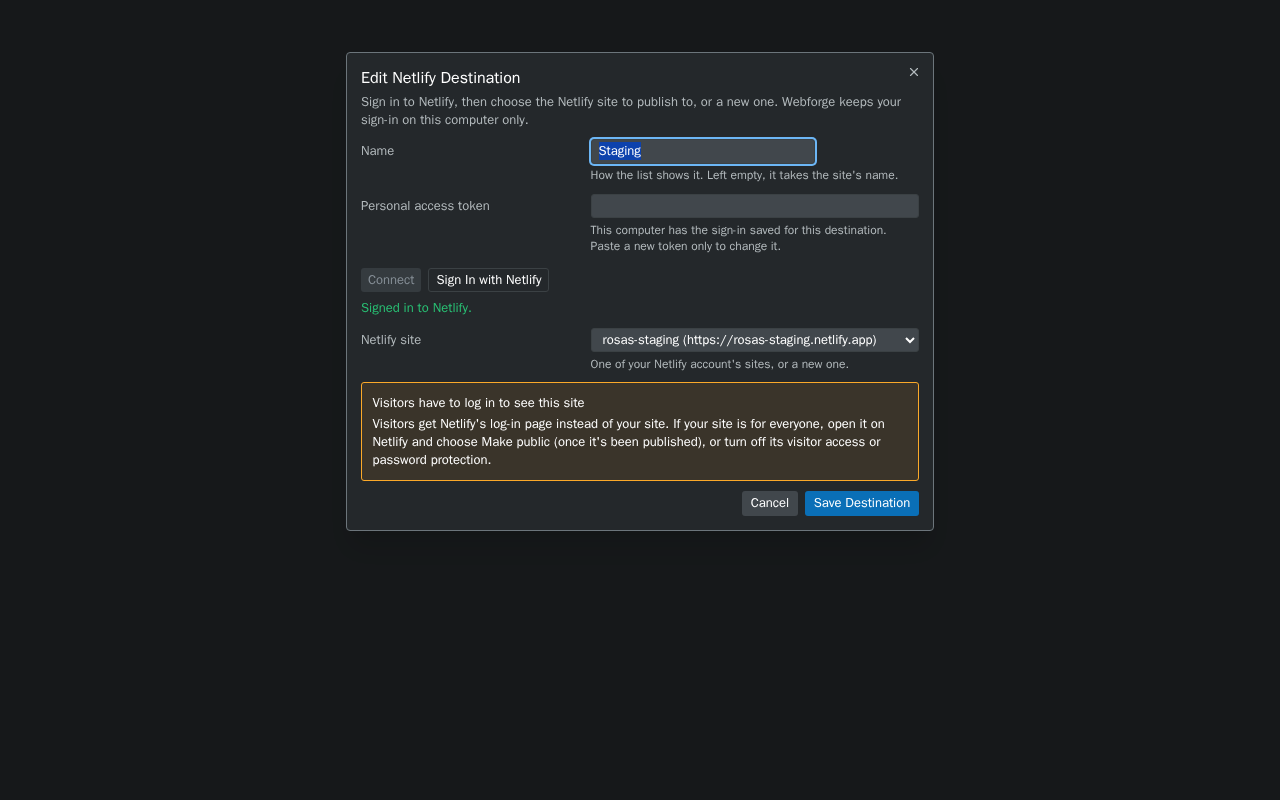 Edit Netlify Destination
Sign in to Netlify, then choose the Netlify site to publish to, or a new one. Webforge keeps your
sign-in on this computer only.
Name
Staging
How the list shows it. Left empty, it takes the site's name.
Personal access token
This computer has the sign-in saved for this destination.
Paste a new token only to change it.
Connect
Sign In with Netlify
Signed in to Netlify.
Netlify site
rosas-staging (https://rosas-staging.netlify.app)
One of your Netlify account's sites, or a new one.
Visitors have to log in to see this site
Visitors get Netlify's log-in page instead of your site. If your site is for everyone, open it on
Netlify and choose Make public (once it's been published), or turn off its visitor access or
password protection.
Cancel
Save Destination